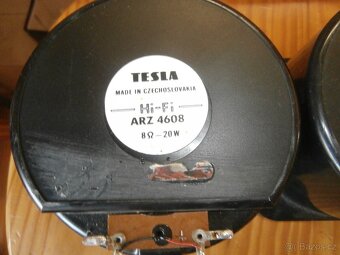 TESLA
MADE IN CZECHOSLOVAKIA
Hi-Fi
ARZ 4608
8Ω-20W